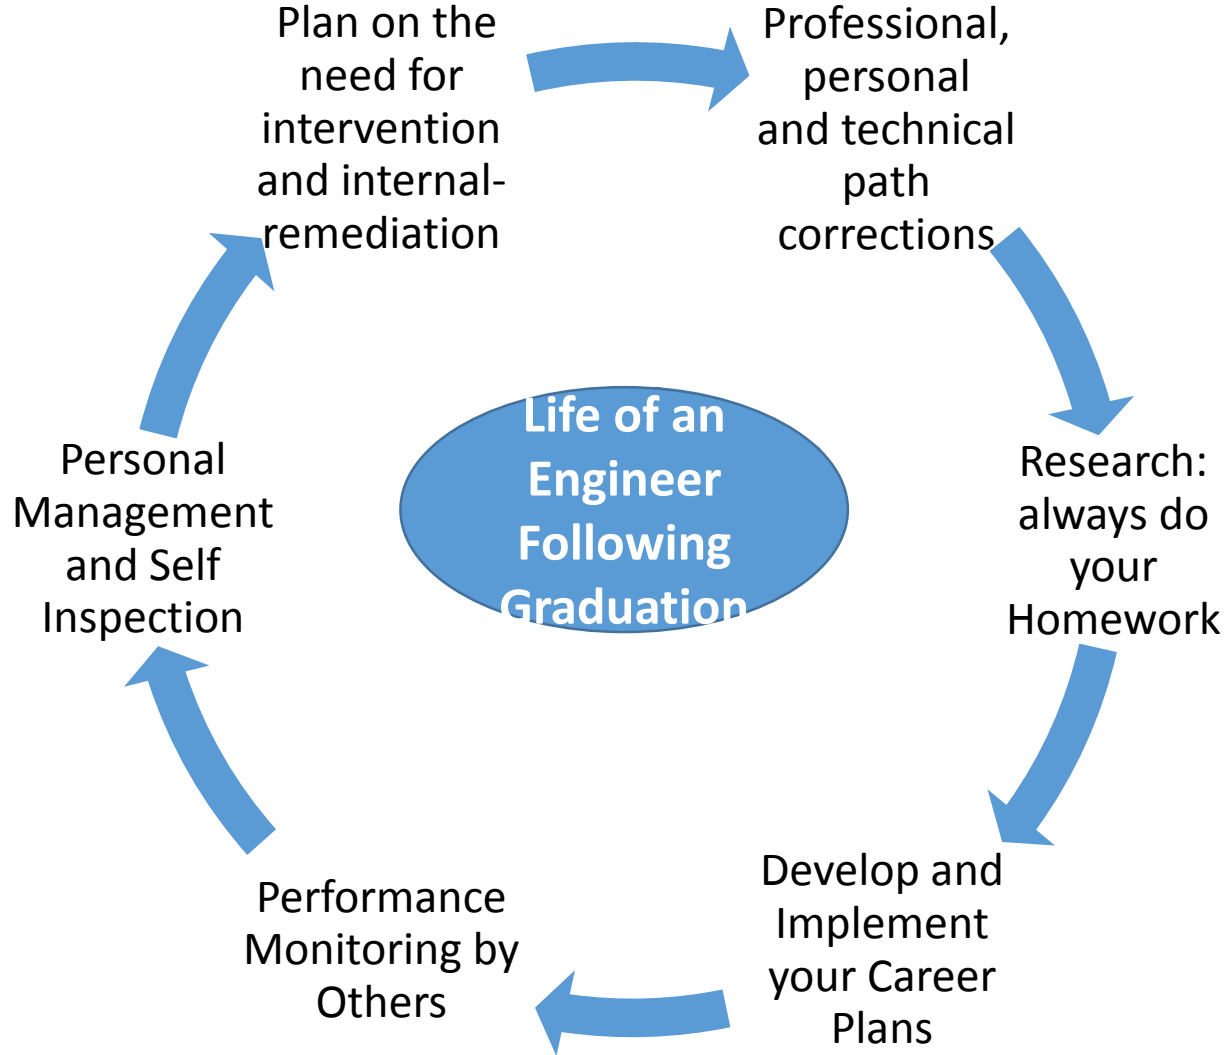 Plan on the
need for
intervention
and internal-
remediation
Professional,
personal
and technical
path
corrections
Research:
always do
your
Homework
Develop and
Implement
your Career
Plans
Performance
Monitoring by
Others
Personal
Management
and Self
Inspection
Life of an
Engineer
Following
Graduation